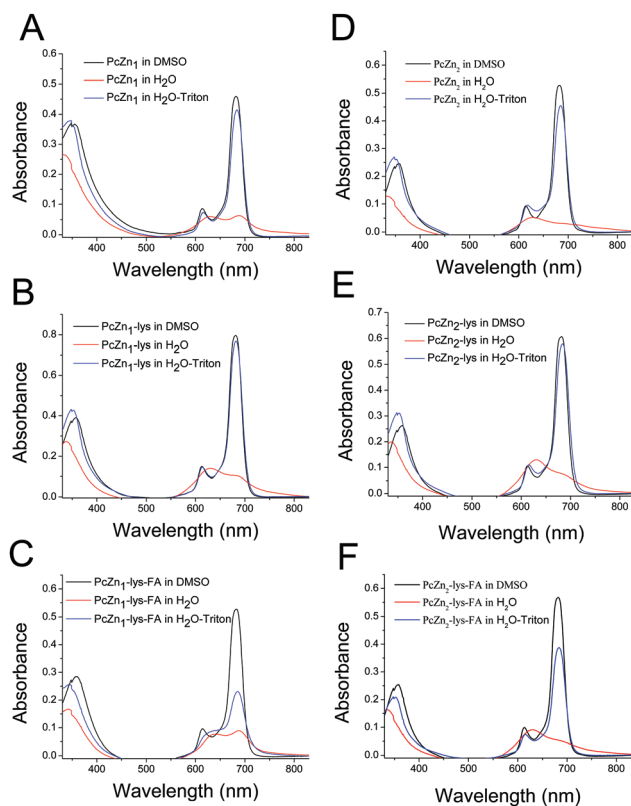 A
Absorbance
0.6
0.5
0.4
0.3
0.2
0.1
0.0
PcZn1 in DMSO
PcZn1 in H2O
PcZn1 in H2O-Triton
400 500 600 700 800
Wavelength (nm)
B
Absorbance
0.8
0.6
0.4
0.2
0.0
PcZn1-lys in DMSO
PcZn1-lys in H2O
PcZn1-lys in H2O-Triton
400 500 600 700 800
Wavelength (nm)
C
Absorbance
0.6
0.5
0.4
0.3
0.2
0.1
0.0
PcZn1-lys-FA in DMSO
PcZn1-lys-FA in H2O
PcZn1-lys-FA in H2O-Triton
400 500 600 700 800
Wavelength (nm)
D
Absorbance
0.6
0.5
0.4
0.3
0.2
0.1
0.0
PcZn2 in DMSO
PcZn2 in H2O
PcZn2 in H2O-Triton
400 500 600 700 800
Wavelength (nm)
E
Absorbance
0.7
0.6
0.5
0.4
0.3
0.2
0.1
0.0
PcZn2-lys in DMSO
PcZn2-lys in H2O
PcZn2-lys in H2O-Triton
400 500 600 700 800
Wavelength (nm)
F
Absorbance
0.6
0.5
0.4
0.3
0.2
0.1
0.0
PcZn2-lys-FA in DMSO
PcZn2-lys-FA in H2O
PcZn2-lys-FA in H2O-Triton
400 500 600 700 800
Wavelength (nm)